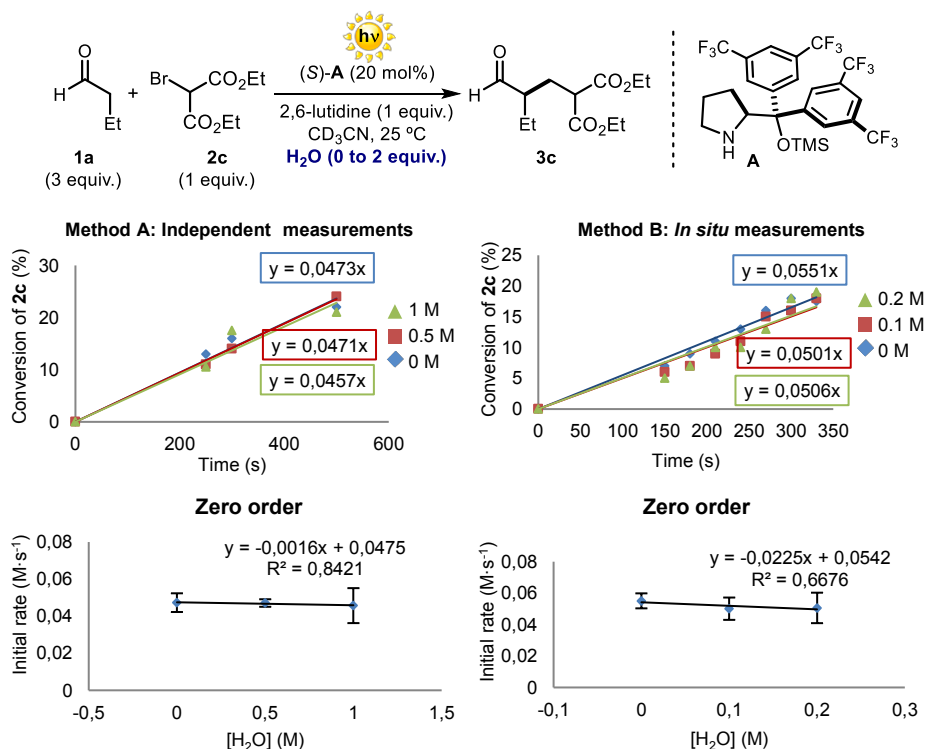 hν
(S)-A (20 mol%)
2,6-lutidine (1 equiv.)
CD3CN, 25 ºC
H2O (0 to 2 equiv.)
O
H
Et
1a
(3 equiv.)
+
Br
CO2Et
CO2Et
2c
(1 equiv.)
O
H
Et
CO2Et
CO2Et
3c
F3C
CF3
CF3
CF3
N
H
OTMS
A
Method A: Independent measurements
Conversion of 2c (%)
30
20
10
0
0 200 400 600
Time (s)
y = 0,0473x
y = 0,0471x
y = 0,0457x
1 M
0.5 M
0 M
Method B: In situ measurements
Conversion of 2c (%)
25
20
15
10
5
0
0 50 100 150 200 250 300 350
Time (s)
y = 0,0551x
y = 0,0501x
y = 0,0506x
0.2 M
0.1 M
0 M
Zero order
Initial rate (M·s-1)
0,08
0,06
0,04
0,02
0
y = -0,0016x + 0,0475
R² = 0,8421
-0,5 0 0,5 1 1,5
[H2O] (M)
Zero order
Initial rate (M·s-1)
0,08
0,06
0,04
0,02
0
y = -0,0225x + 0,0542
R² = 0,6676
-0,1 0 0,1 0,2 0,3
[H2O] (M)